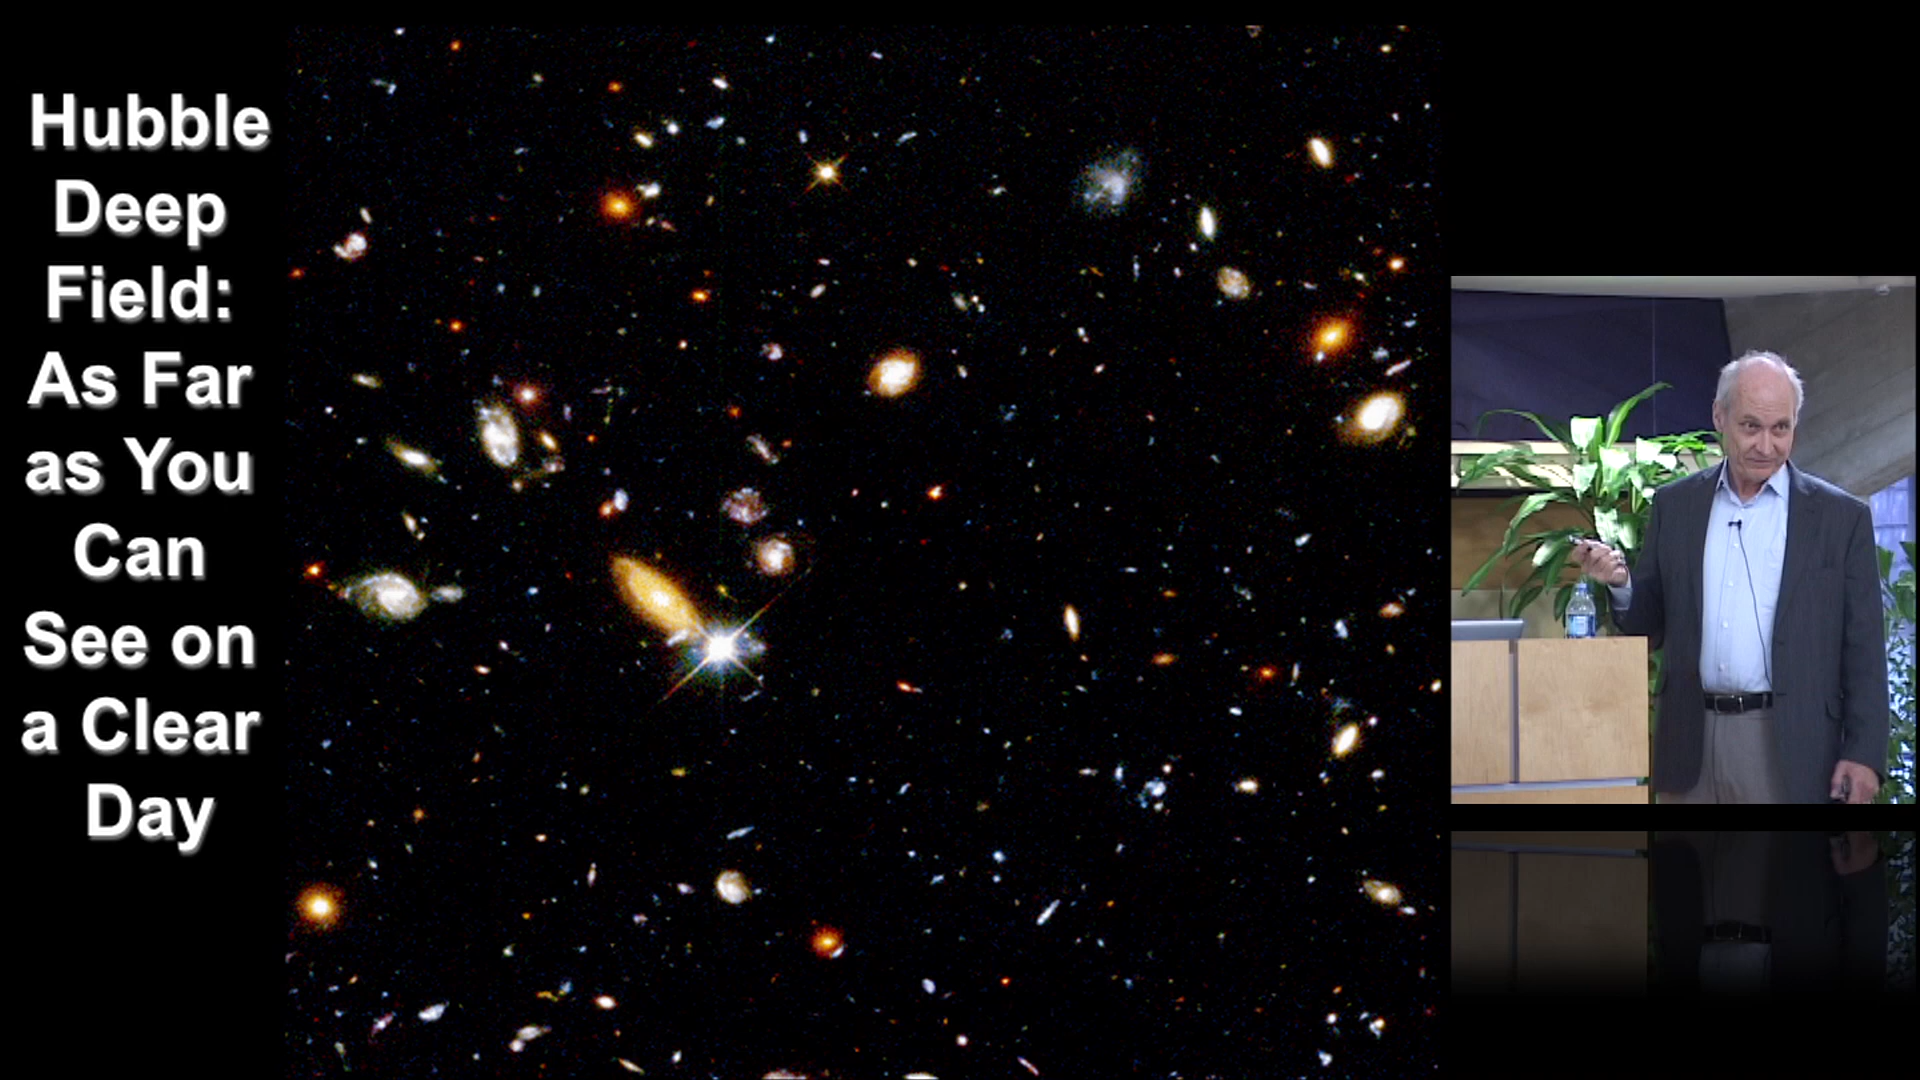 Hubble
Deep
Field:
As Far
as You
Can
See on
a Clear
Day